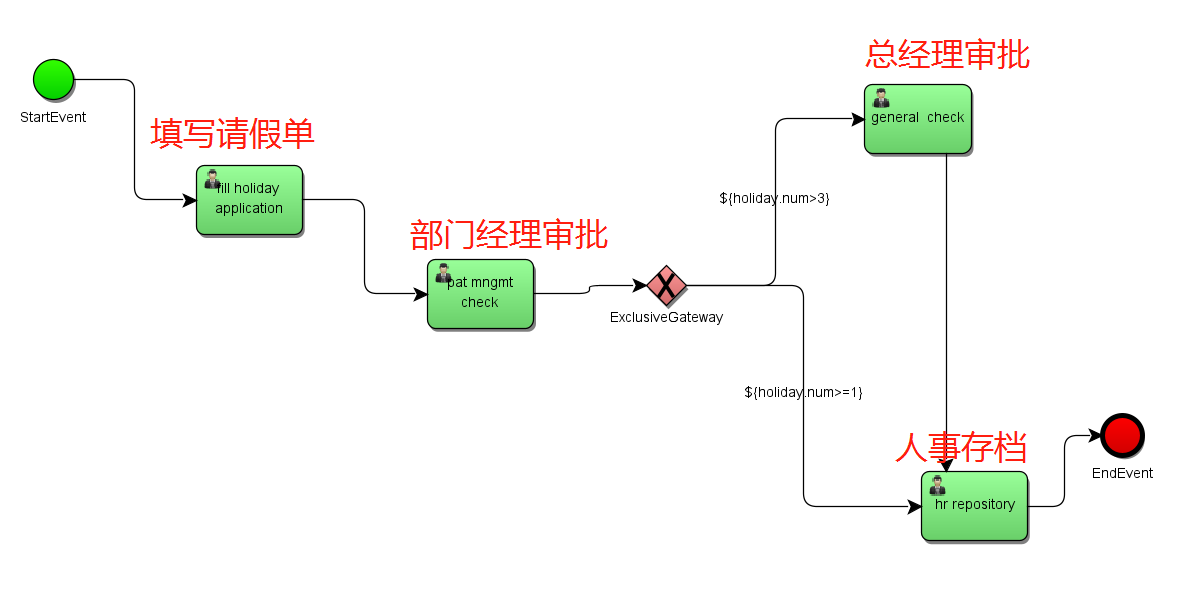 总经理审批
general check
StartEvent
填写请假单
fill holiday
application
${holiday.num>3}
部门经理审批
pat mngmt
check
ExclusiveGateway
${holiday.num>=1}
人事存档
EndEvent
hr repository